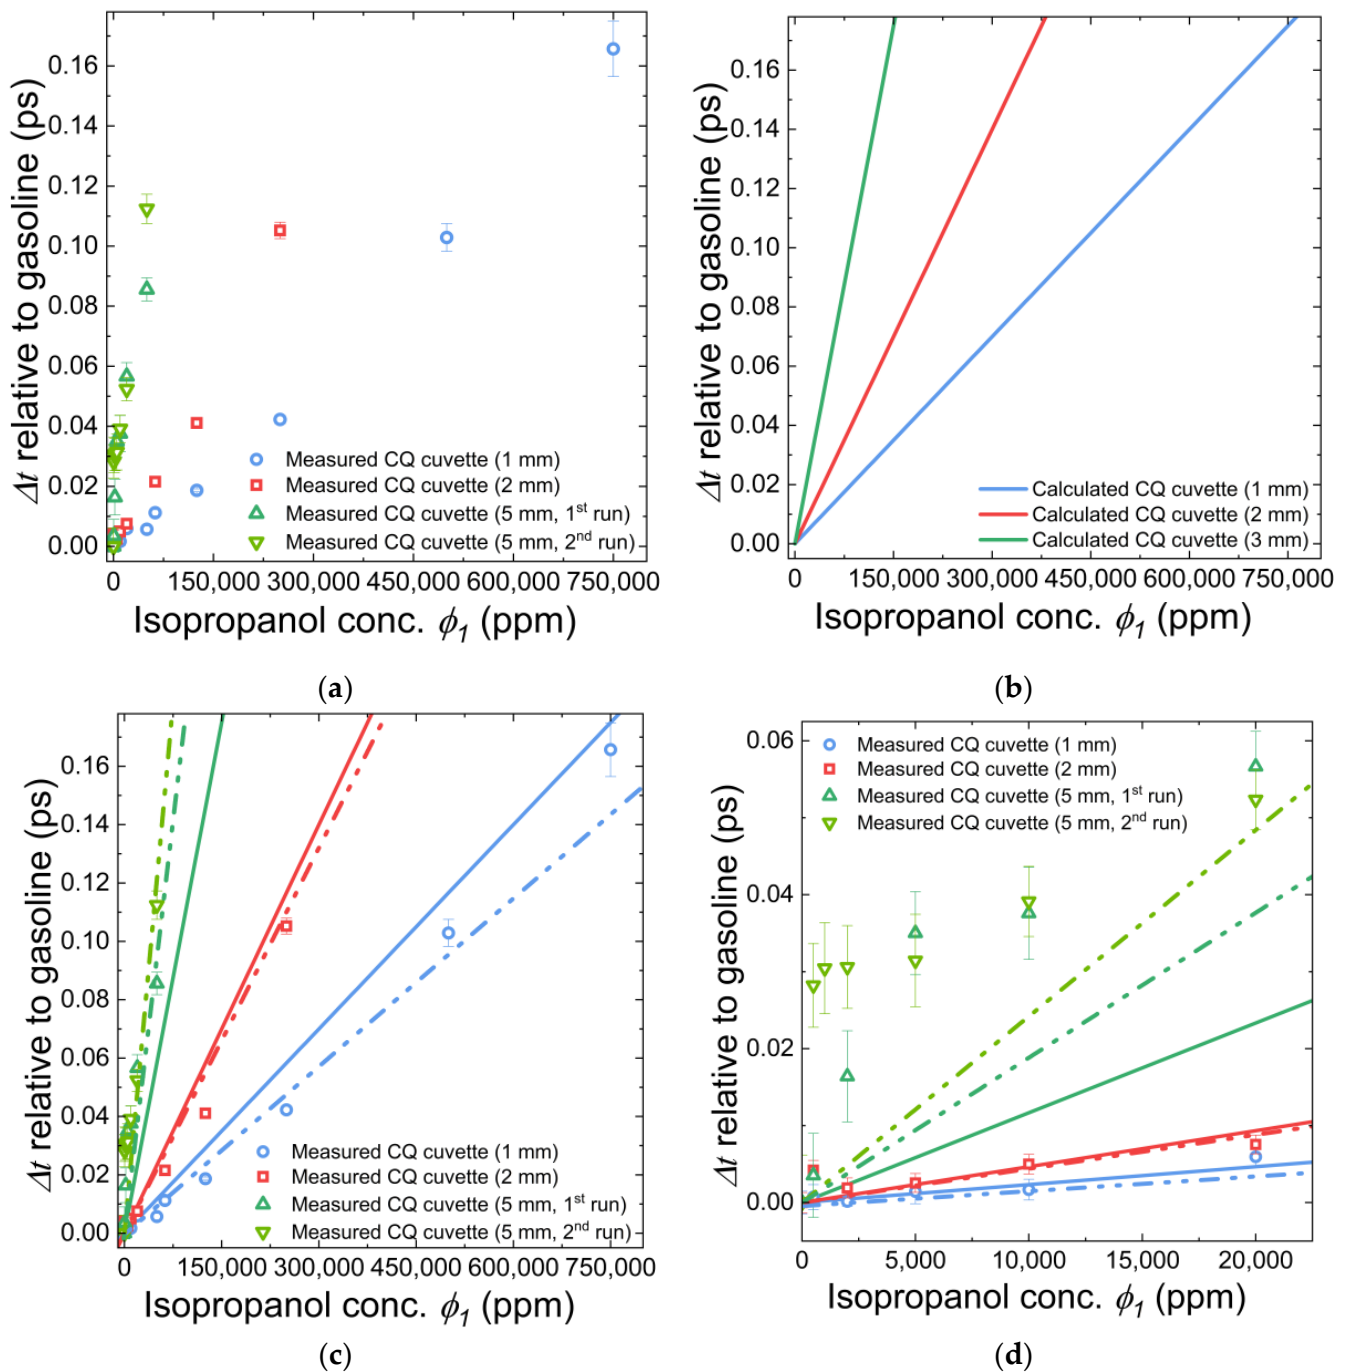 0.16
0.14
0.12
0.10
0.08
0.06
0.04
0.02
0.00
Δt relative to gasoline (ps)
Measured CQ cuvette (1 mm)
Measured CQ cuvette (2 mm)
Measured CQ cuvette (5 mm, 1st run)
Measured CQ cuvette (5 mm, 2nd run)
0 150,000 300,000 450,000 600,000 750,000
Isopropanol conc. ϕ1 (ppm)
(a)
0.16
0.14
0.12
0.10
0.08
0.06
0.04
0.02
0.00
Δt relative to gasoline (ps)
Calculated CQ cuvette (1 mm)
Calculated CQ cuvette (2 mm)
Calculated CQ cuvette (3 mm)
0 150,000 300,000 450,000 600,000 750,000
Isopropanol conc. ϕ1 (ppm)
(b)
0.16
0.14
0.12
0.10
0.08
0.06
0.04
0.02
0.00
Δt relative to gasoline (ps)
Measured CQ cuvette (1 mm)
Measured CQ cuvette (2 mm)
Measured CQ cuvette (5 mm, 1st run)
Measured CQ cuvette (5 mm, 2nd run)
0 150,000 300,000 450,000 600,000 750,000
Isopropanol conc. ϕ1 (ppm)
(c)
0.06
0.04
0.02
0.00
Δt relative to gasoline (ps)
Measured CQ cuvette (1 mm)
Measured CQ cuvette (2 mm)
Measured CQ cuvette (5 mm, 1st run)
Measured CQ cuvette (5 mm, 2nd run)
0 5,000 10,000 15,000 20,000
Isopropanol conc. ϕ1 (ppm)
(d)